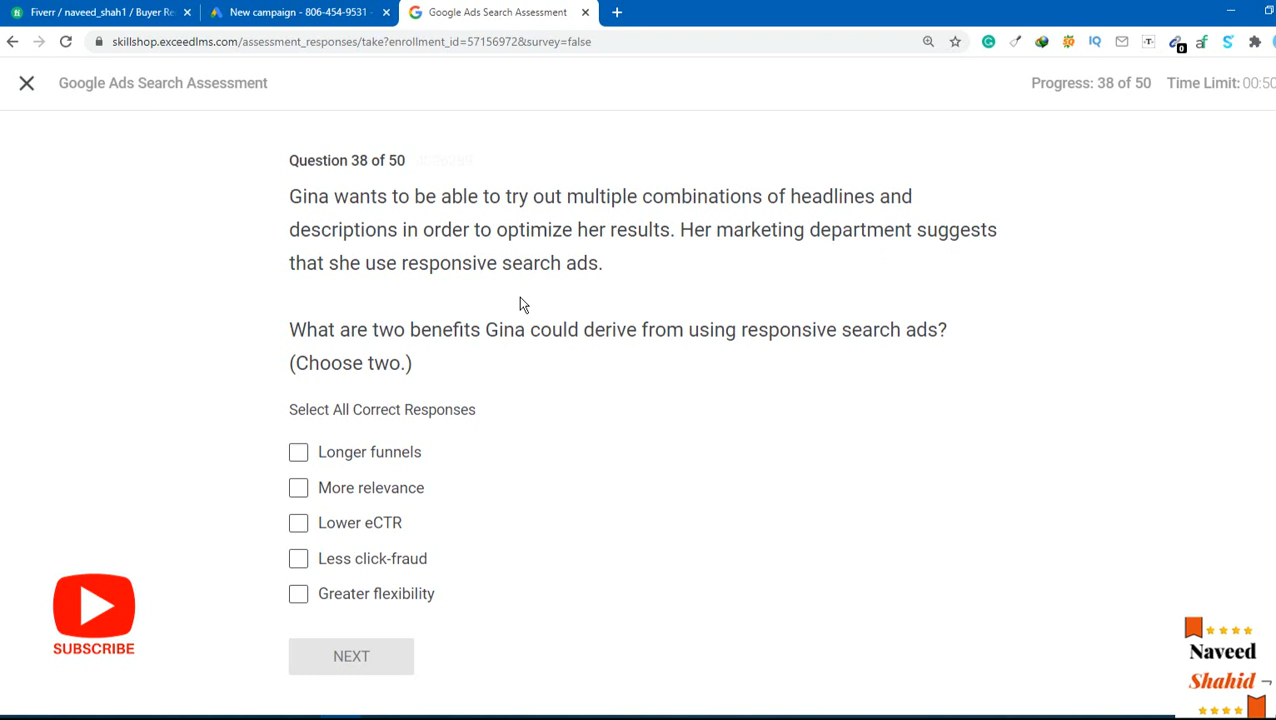 Fiverr / naveed_shah1 / Buyer Re
New campaign - 806-454-9531 -
Google Ads Search Assessment
skillshop.exceedlms.com/assessment_responses/take?enrollment_id=57156972&survey=false
Google Ads Search Assessment
Progress: 38 of 50
Time Limit: 00:50
Question 38 of 50
Gina wants to be able to try out multiple combinations of headlines and
descriptions in order to optimize her results. Her marketing department suggests
that she use responsive search ads.
What are two benefits Gina could derive from using responsive search ads?
(Choose two.)
Select All Correct Responses
Longer funnels
More relevance
Lower eCTR
Less click-fraud
Greater flexibility
NEXT
SUBSCRIBE
Naveed
Shahid